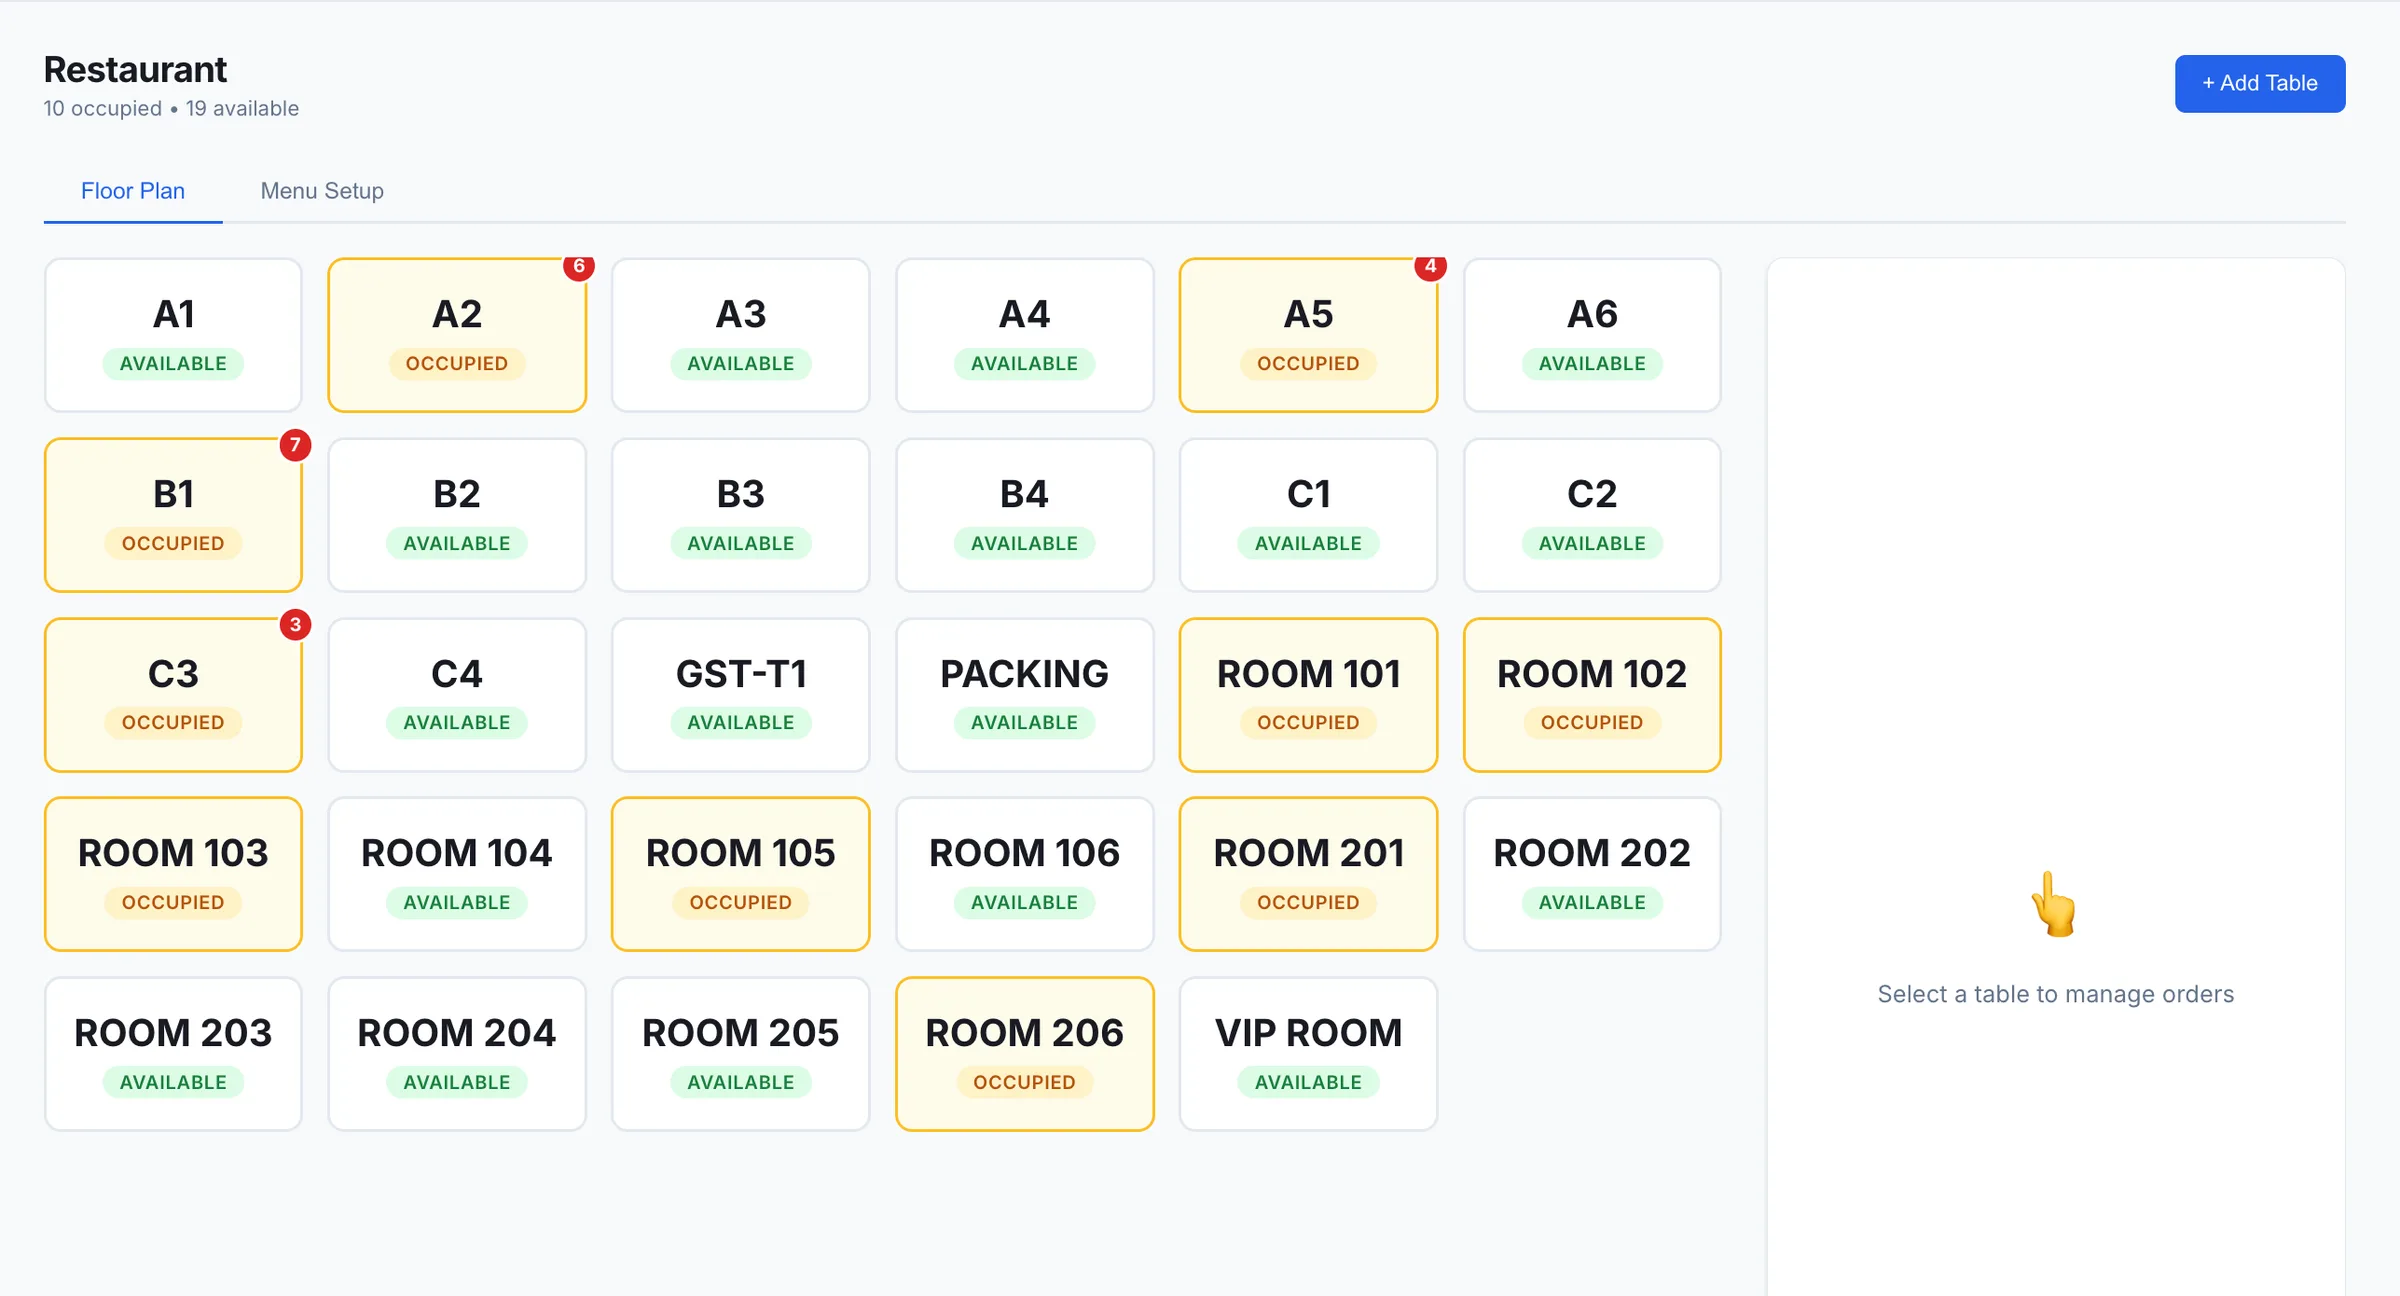 Restaurant
10 occupied • 19 available
+ Add Table
Floor Plan
Menu Setup
A1
AVAILABLE
6
A2
OCCUPIED
A3
AVAILABLE
A4
AVAILABLE
4
A5
OCCUPIED
A6
AVAILABLE
7
B1
OCCUPIED
B2
AVAILABLE
B3
AVAILABLE
B4
AVAILABLE
C1
AVAILABLE
C2
AVAILABLE
3
C3
OCCUPIED
C4
AVAILABLE
GST-T1
AVAILABLE
PACKING
AVAILABLE
ROOM 101
OCCUPIED
ROOM 102
OCCUPIED
ROOM 103
OCCUPIED
ROOM 104
AVAILABLE
ROOM 105
OCCUPIED
ROOM 106
AVAILABLE
ROOM 201
OCCUPIED
ROOM 202
AVAILABLE
ROOM 203
AVAILABLE
ROOM 204
AVAILABLE
ROOM 205
AVAILABLE
ROOM 206
OCCUPIED
VIP ROOM
AVAILABLE
Select a table to manage orders